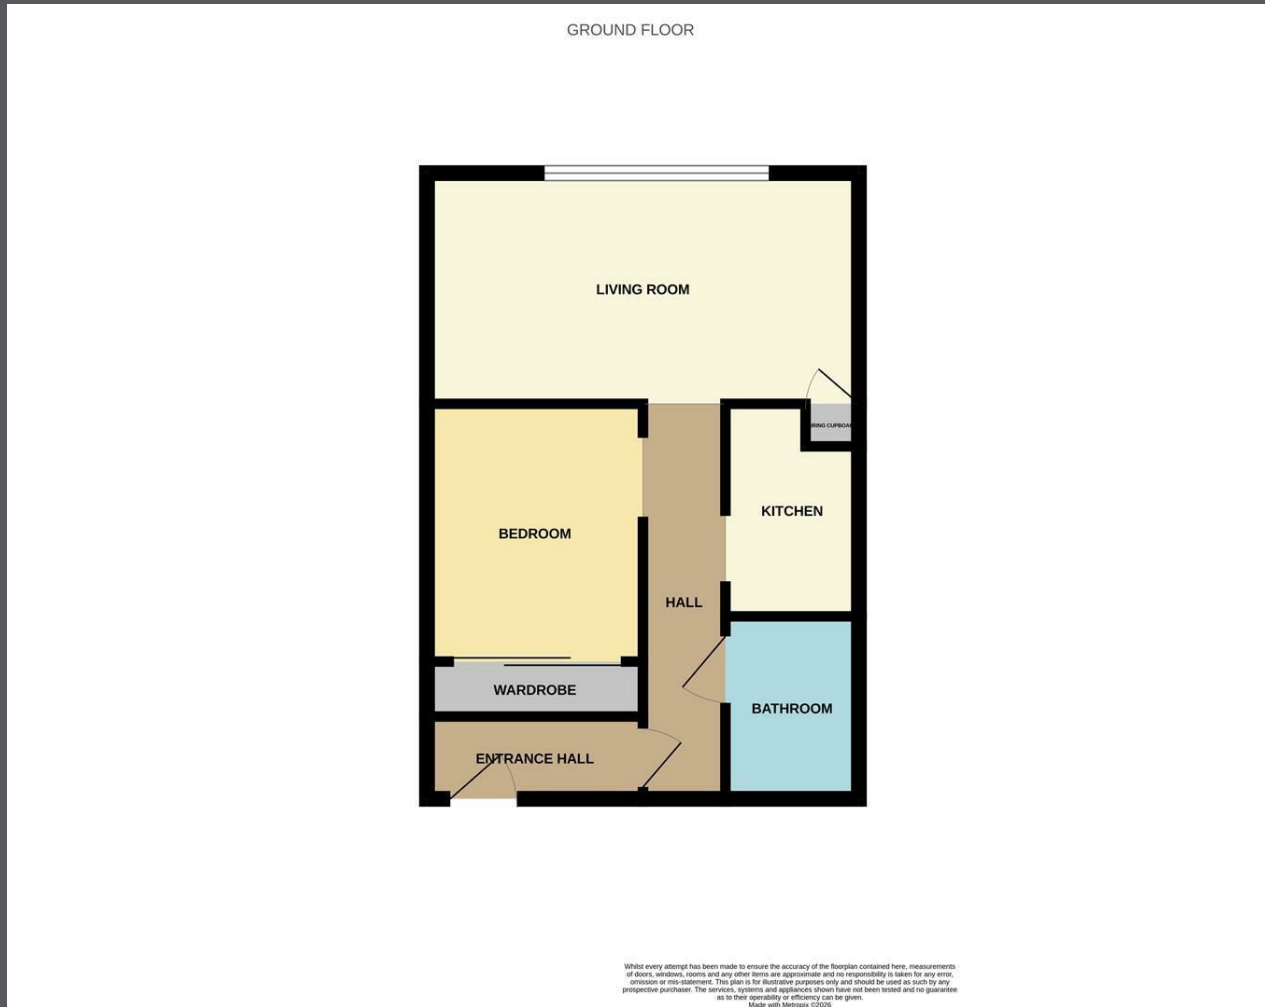 GROUND FLOOR
LIVING ROOM
KITCHEN
BEDROOM
HALL
WARDROBE
BATHROOM
ENTRANCE HALL
Whilst every attempt has been made to ensure the accuracy of the floorplan contained here, measurements
of doors, windows, rooms and any other items are approximate and no responsibility is taken for any error,
omission or mis-statement. This plan is for illustrative purposes only and should be used as such by any
prospective purchaser. The services, systems and appliances shown have not been tested and no guarantee
as to their operability or efficiency can be given.
Made with Metropix ©2026